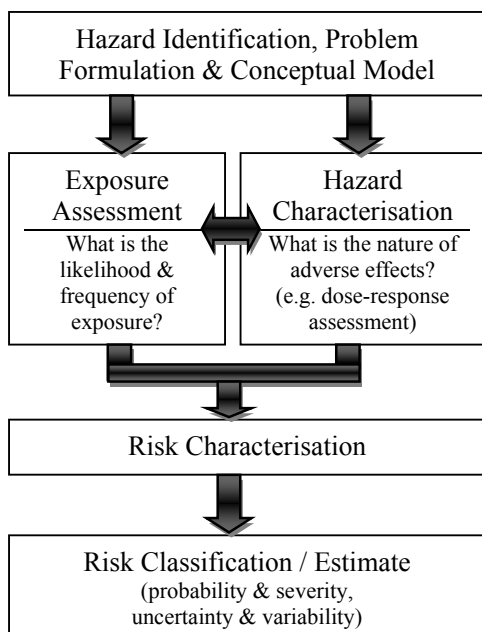 Hazard Identification, Problem
Formulation & Conceptual Model
Exposure
Assessment
What is the
likelihood &
frequency of
exposure?
Hazard
Characterisation
What is the nature of
adverse effects?
(e.g. dose-response
assessment)
Risk Characterisation
Risk Classification / Estimate
(probability & severity,
uncertainty & variability)